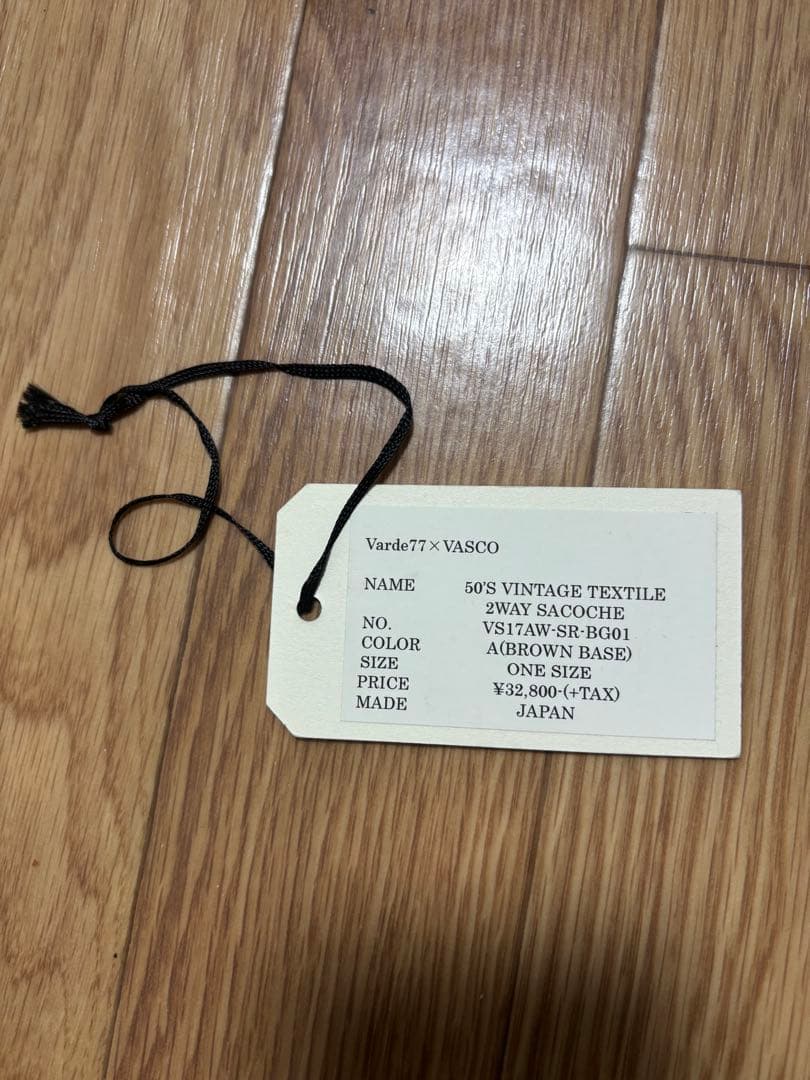 Varde77×VASCO
NAME 50'S VINTAGE TEXTILE
2WAY SACOCHE
NO. VS17AW-SR-BG01
COLOR A(BROWN BASE)
SIZE ONE SIZE
PRICE ¥32,800-(+TAX)
MADE JAPAN